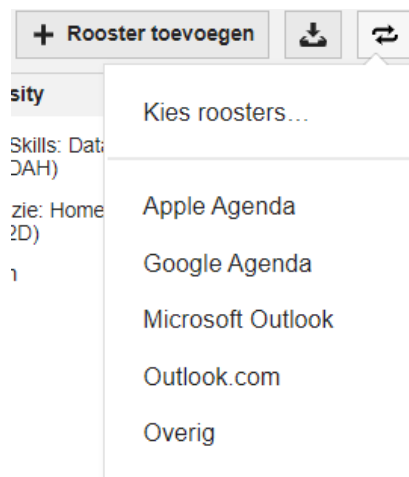 + Rooster toevoegen
sity
Kies roosters...
Skills: Data
DAH)
zie: Home
2D)
Apple Agenda
Google Agenda
Microsoft Outlook
Outlook.com
Overig